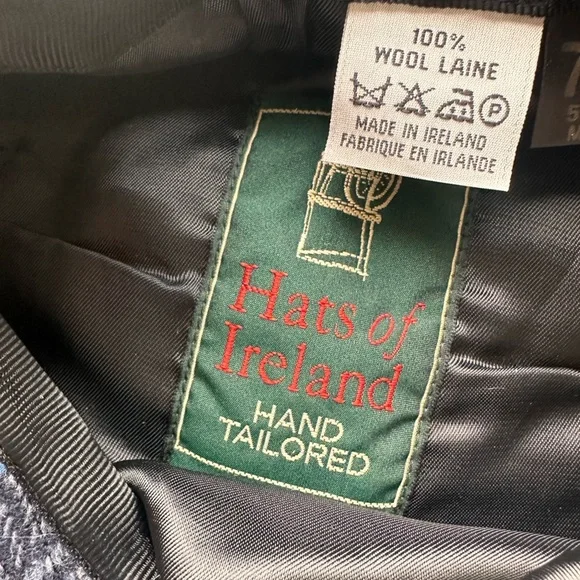 100%
WOOL LAINE
P
MADE IN IRELAND
FABRIQUE EN IRLANDE
Hats of
Ireland
HAND
TAILORED